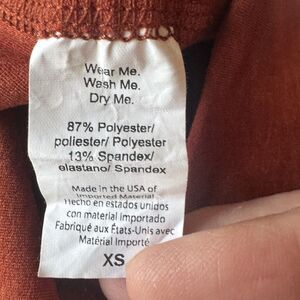 Wear Me.
Wash Me.
Dry Me.
87% Polyester/
poliester/ Polyester
13% Spandex/
elastano/ Spandex
Made in the USA of
Imported Material
Hecho en estados unidos
con material importado
Fabriqué aux États-Unis avec
Matérial Importé
XS